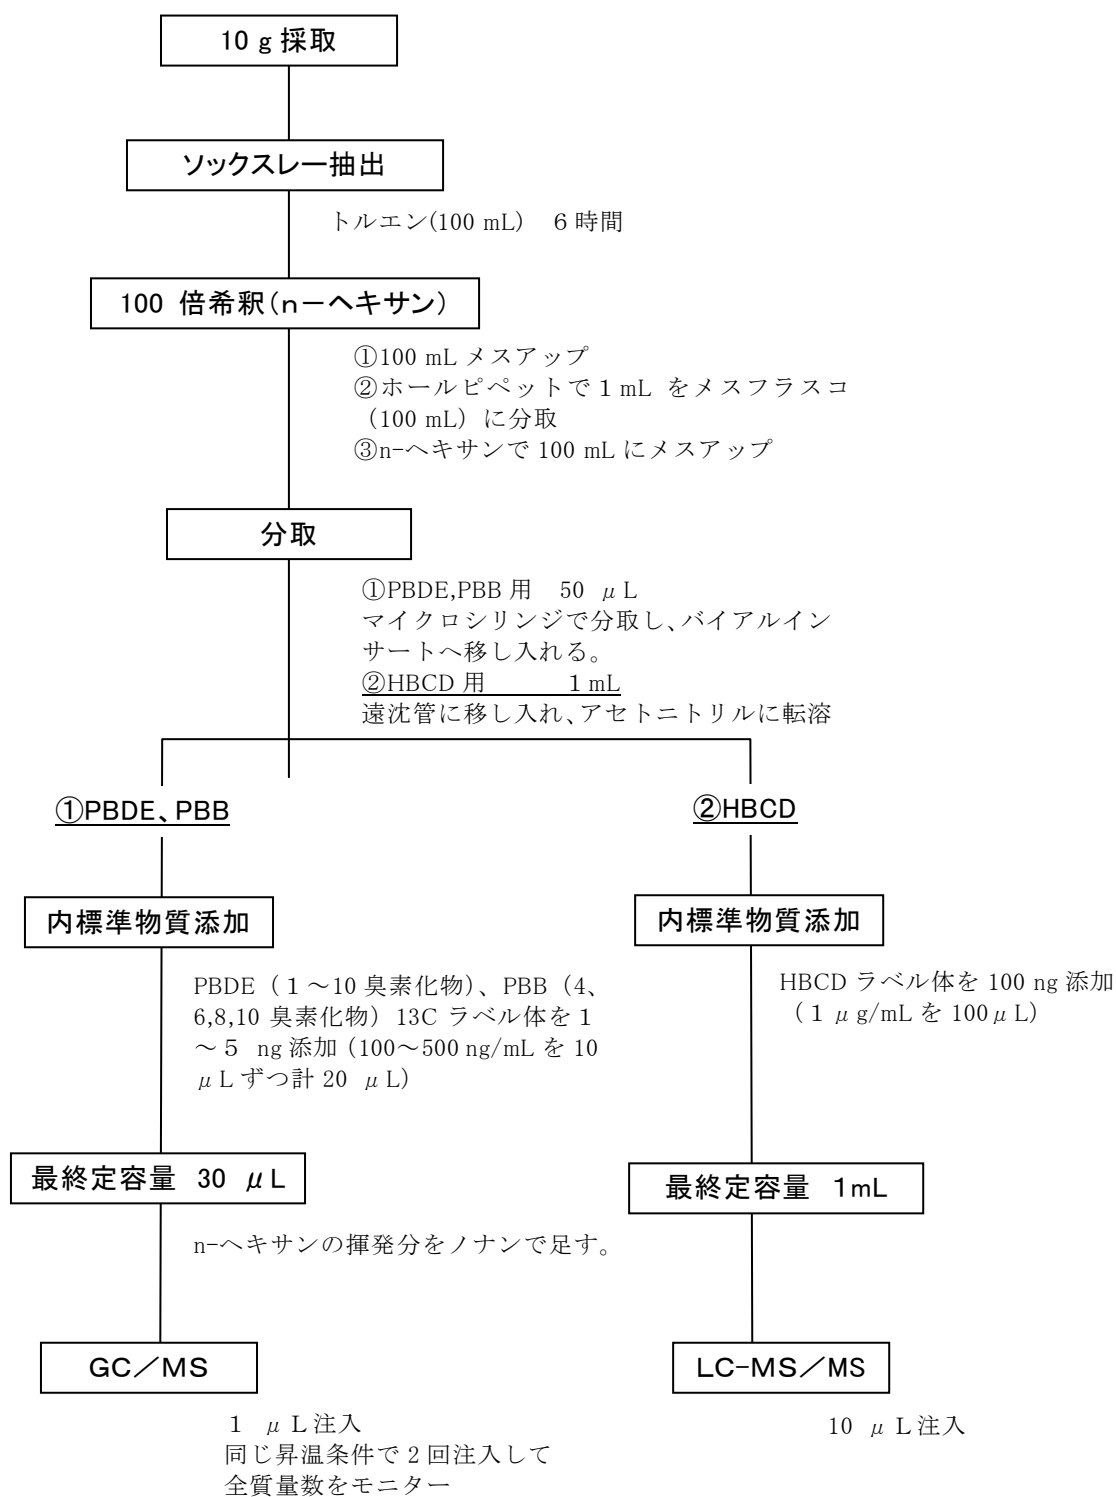 10 g 採取
ソックスレー抽出
トルエン(100 mL)　６時間
100 倍希釈（ｎ－ヘキサン）
①100 mL メスアップ
②ホールピペットで１mL をメスフラスコ
（100 mL）に分取
③n-ヘキサンで 100 mL にメスアップ
分取
①PBDE,PBB 用　50 μL
マイクロシリンジで分取し、バイアルイン
サートへ移し入れる。
②HBCD 用　　　１mL
遠沈管に移し入れ、アセトニトリルに転溶
①PBDE、PBB
内標準物質添加
PBDE（１～10 臭素化物）、PBB（4、
6,8,10 臭素化物）13C ラベル体を１
～５ ng 添加（100～500 ng/mL を 10
μL ずつ計 20 μL）
最終定容量 30 μL
n-ヘキサンの揮発分をノナンで足す。
GC／MS
１ μL 注入
同じ昇温条件で 2 回注入して
全質量数をモニター
②HBCD
内標準物質添加
HBCD ラベル体を 100 ng 添加
（１μg/mL を 100μL）
最終定容量 １mL
LC-MS／MS
10 μL 注入